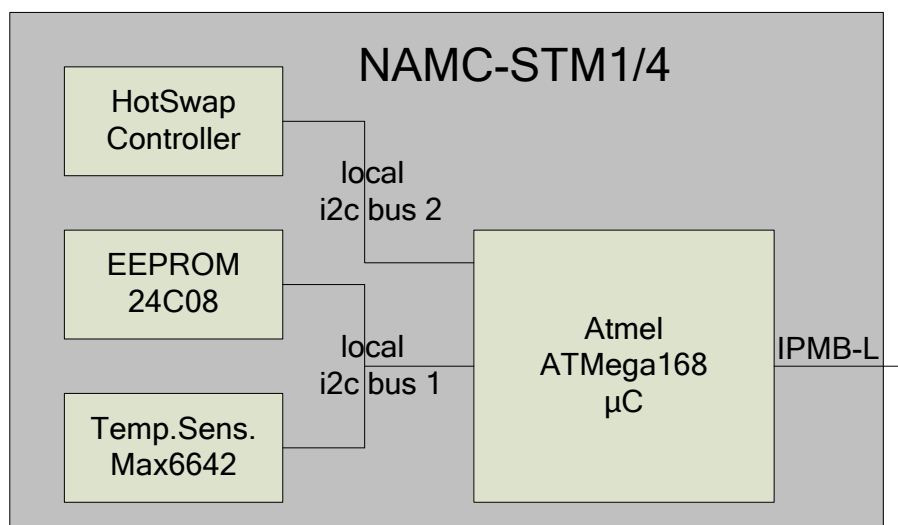 NAMC-STM1/4
HotSwap
Controller
local
i2c bus 2
EEPROM
24C08
Atmel
ATMega168
µC
IPMB-L
local
i2c bus 1
Temp.Sens.
Max6642